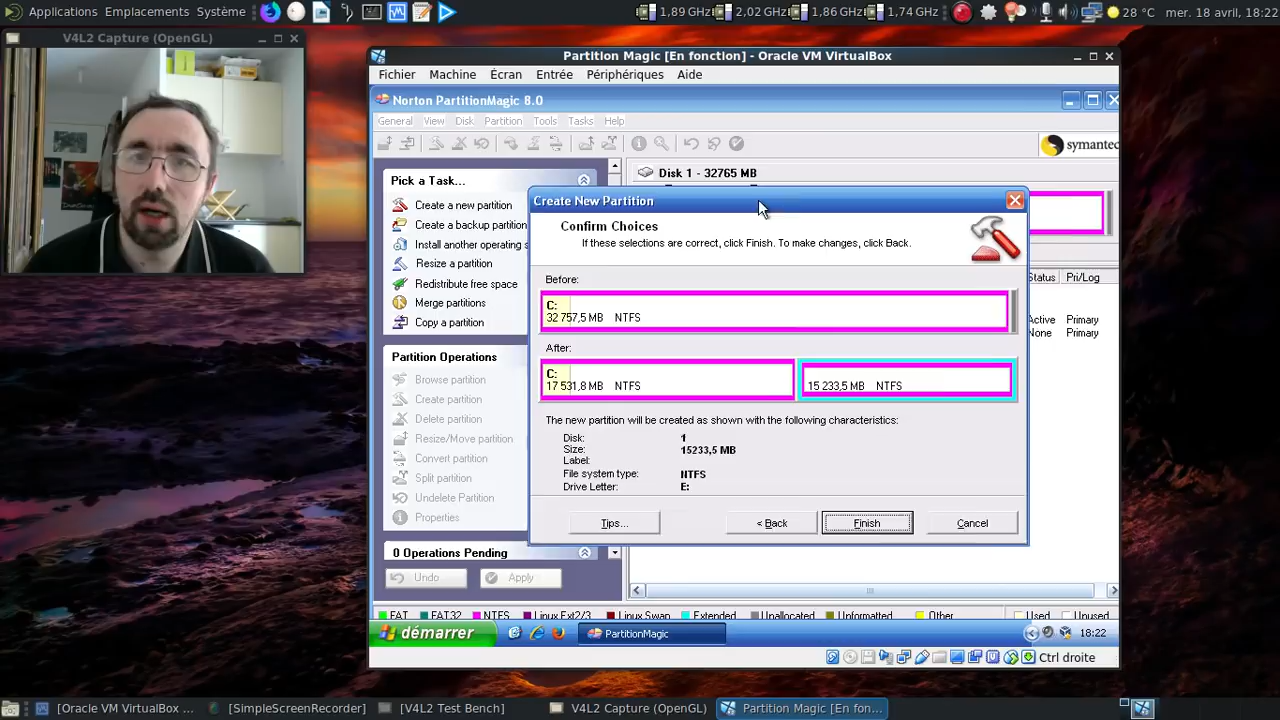 Applications Emplacements Système
1,89 GHz 2,02 GHz 1,86 GHz 1,74 GHz 28 °C mer. 18 avril, 18:22
V4L2 Capture (OpenGL)
Partition Magic [En fonction] - Oracle VM VirtualBox
Fichier Machine Écran Entrée Périphériques Aide
Norton PartitionMagic 8.0
General View Disk Partition Tools Tasks Help
symantec
Pick a Task...
Create a new partition
Create a backup partition
Install another operating s
Resize a partition
Redistribute free space
Merge partitions
Copy a partition
Partition Operations
Browse partition
Create partition
Delete partition
Resize/Move partition
Convert partition
Split partition
Undelete Partition
Properties
0 Operations Pending
Undo Apply
Disk 1 - 32765 MB
Status Pri/Log
Active Primary
None Primary
Create New Partition
Confirm Choices
If these selections are correct, click Finish. To make changes, click Back.
Before:
C:
32 757,5 MB NTFS
After:
C:
17 531,8 MB NTFS
15 233,5 MB NTFS
The new partition will be created as shown with the following characteristics:
Disk: 1
Size: 15233,5 MB
Label:
File system type: NTFS
Drive Letter: E:
Tips... < Back Finish Cancel
FAT FAT32 NTFS Linux Ext2/3 Linux Swap Extended Unallocated Unformatted Other Used Unused
démarrer PartitionMagic 18:22
Ctrl droite
[Oracle VM VirtualBox ... [SimpleScreenRecorder] [V4L2 Test Bench] V4L2 Capture (OpenGL) Partition Magic [En fon...